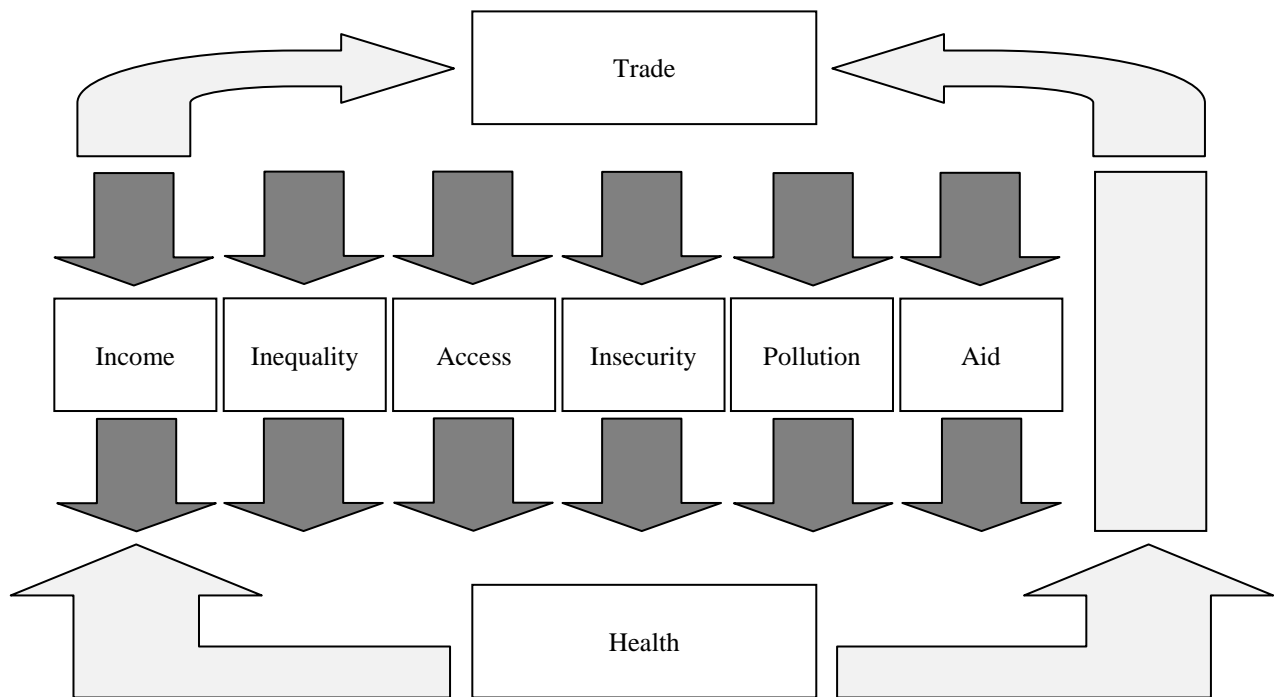 Trade
Income
Inequality
Access
Insecurity
Pollution
Aid
Health